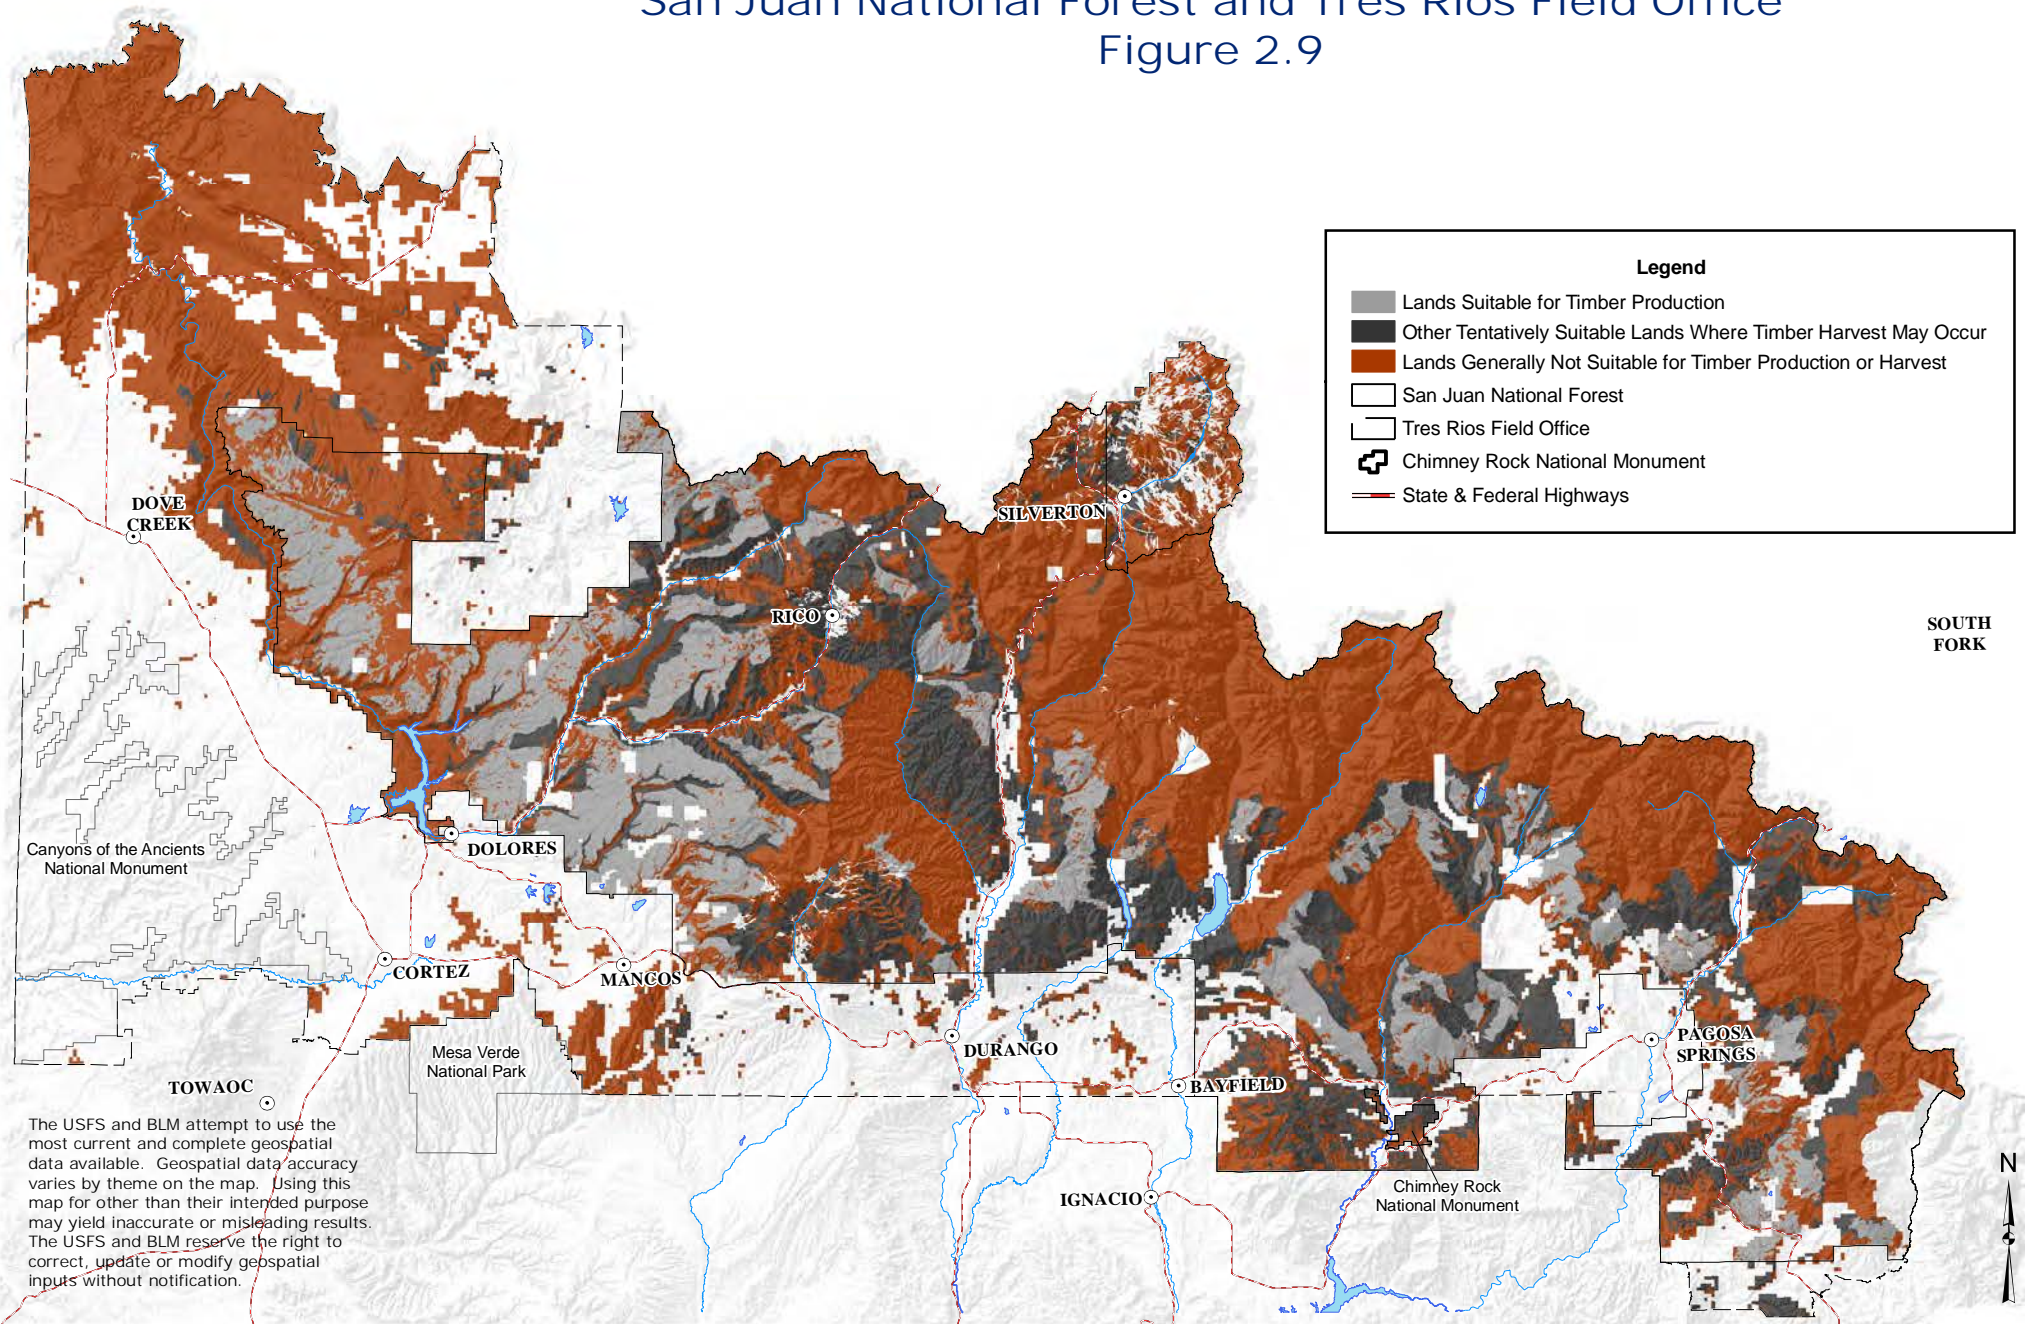 San Juan National Forest and Tres Rios Field Office
Figure 2.9
Legend
Lands Suitable for Timber Production
Other Tentatively Suitable Lands Where Timber Harvest May Occur
Lands Generally Not Suitable for Timber Production or Harvest
San Juan National Forest
Tres Rios Field Office
Chimney Rock National Monument
State & Federal Highways
DOVE
CREEK
SILVERTON
RICO
SOUTH
FORK
Canyons of the Ancients
National Monument
DOLORES
CORTEZ
MANCOS
DURANGO
PAGOSA
SPRINGS
Mesa Verde
National Park
BAYFIELD
TOWAOC
IGNACIO
Chimney Rock
National Monument
The USFS and BLM attempt to use the
most current and complete geospatial
data available. Geospatial data accuracy
varies by theme on the map. Using this
map for other than their intended purpose
may yield inaccurate or misleading results.
The USFS and BLM reserve the right to
correct, update or modify geospatial
inputs without notification.
N